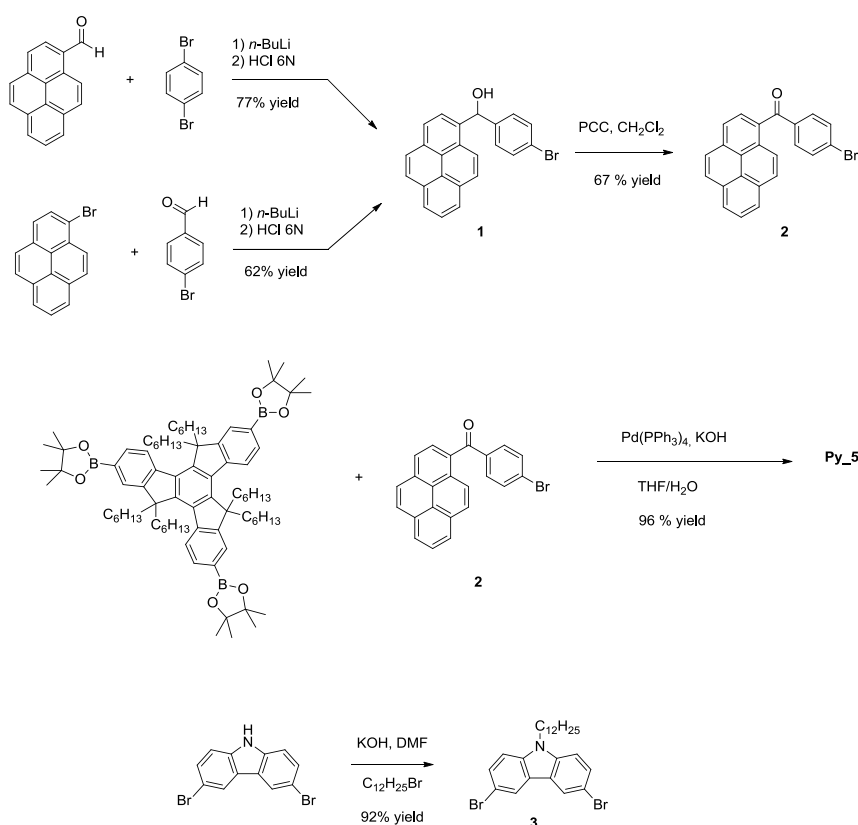 O
H
+
Br
Br
1) n-BuLi
2) HCl 6N
77% yield
OH
Br
1
PCC, CH2Cl2
67 % yield
O
Br
2
Br
+
O
H
Br
1) n-BuLi
2) HCl 6N
62% yield
O
B
O
C6H13
C6H13
O
B
O
C6H13
C6H13
C6H13
C6H13
B
O
O
+
O
Br
2
Pd(PPh3)4, KOH
THF/H2O
96 % yield
Py_5
H
N
Br
Br
KOH, DMF
C12H25Br
92% yield
C12H25
N
Br
Br
3